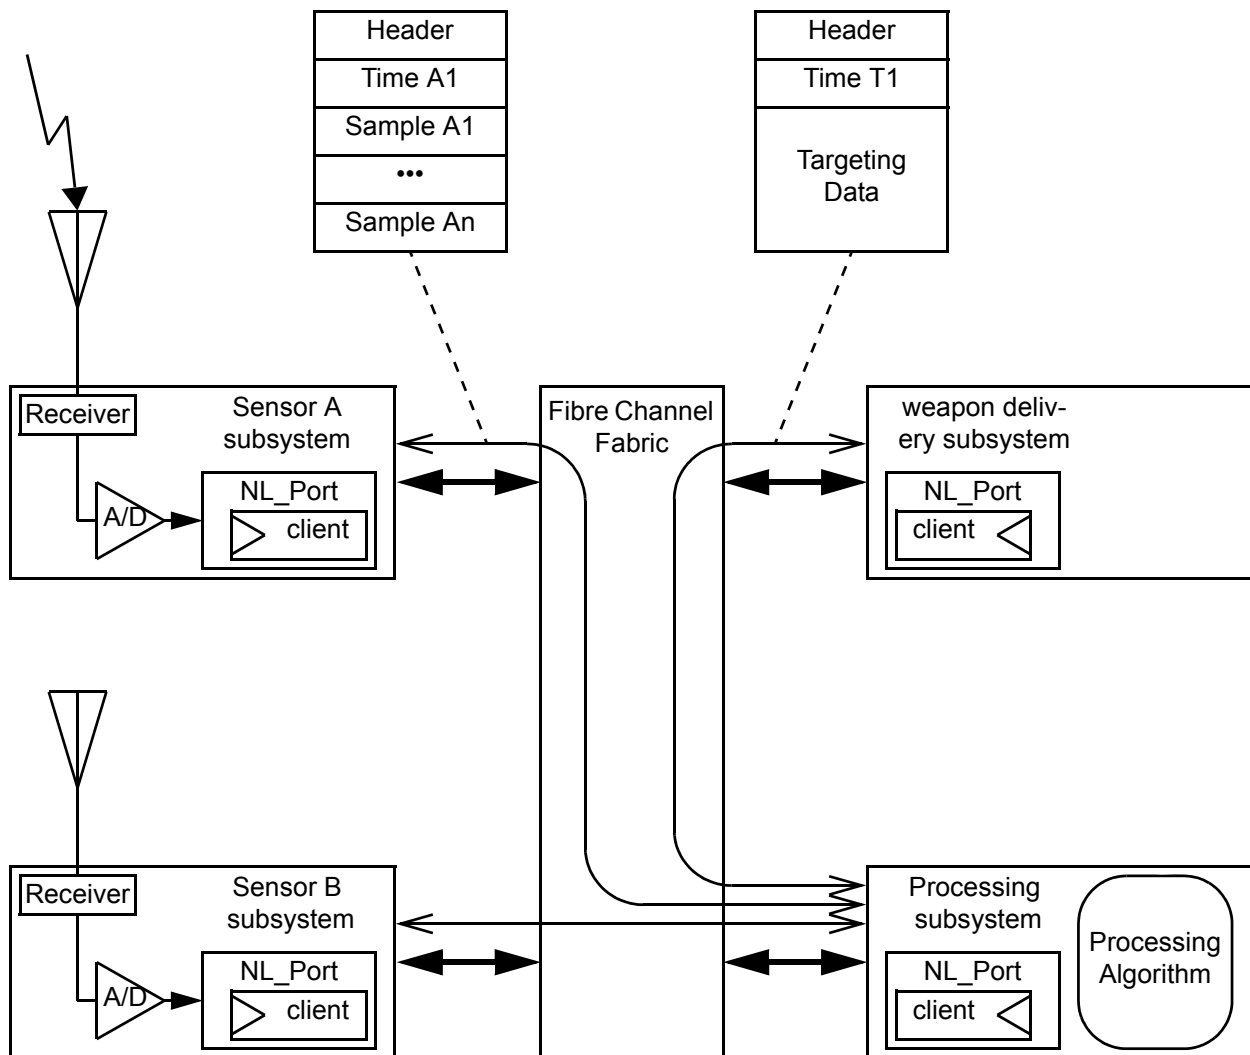 Header
Time A1
Sample A1
•••
Sample An
Header
Time T1
Targeting
Data
Receiver
Sensor A
subsystem
A/D
NL_Port
client
Fibre Channel
Fabric
weapon deliv-
ery subsystem
NL_Port
client
Receiver
Sensor B
subsystem
A/D
NL_Port
client
Processing
subsystem
NL_Port
client
Processing
Algorithm